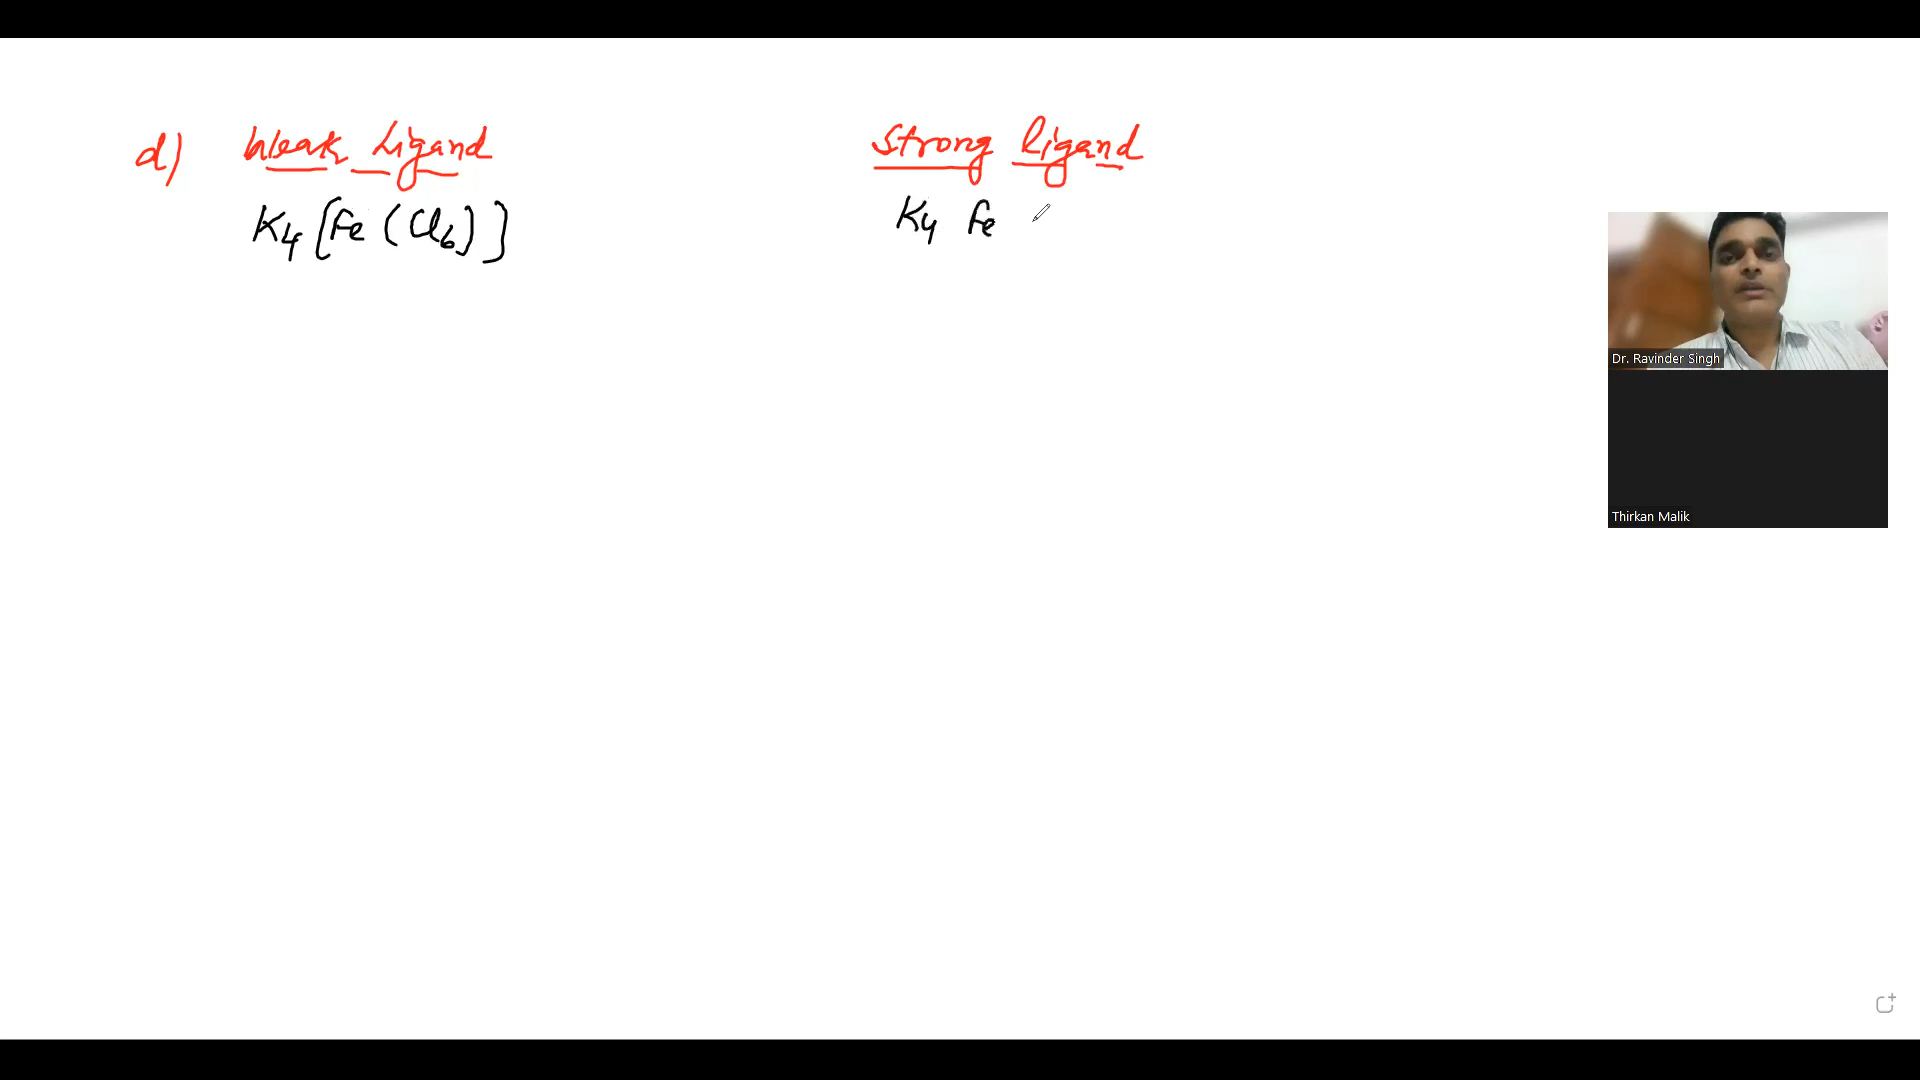 d) Weak Ligand
Strong ligand
K4 [Fe (Cl6)]
K4 Fe
Dr. Ravinder Singh
Thirkan Malik